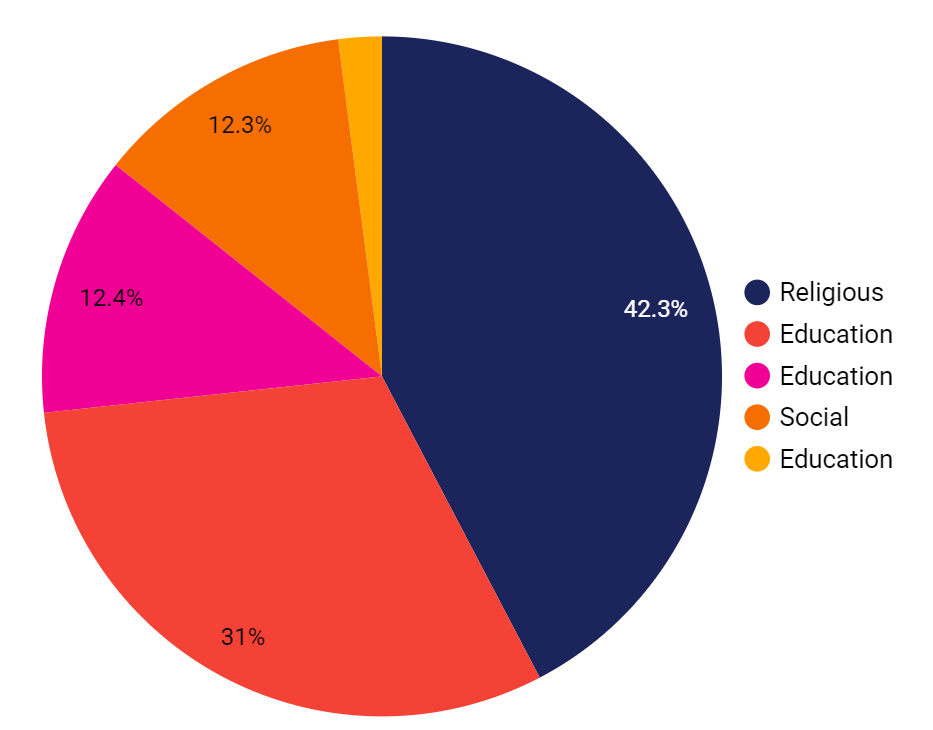 12.3%
12.4%
42.3%
31%
Religious
Education
Education
Social
Education